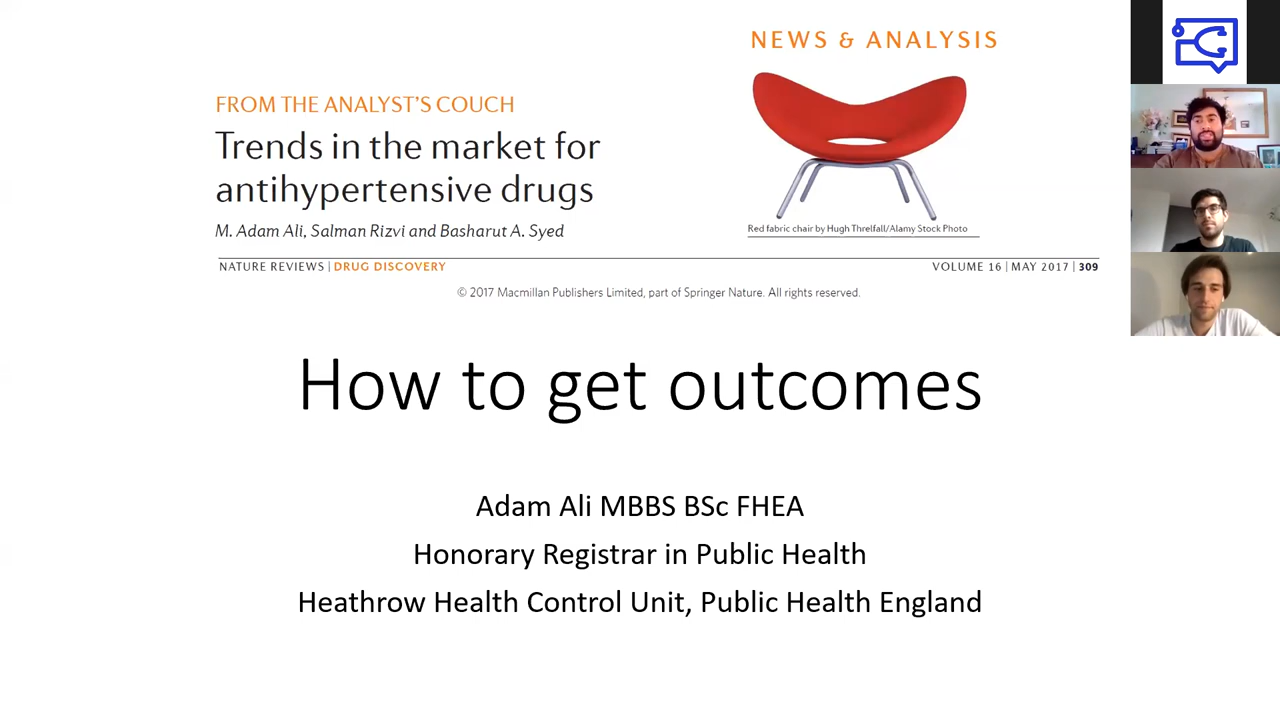 NEWS & ANALYSIS
FROM THE ANALYST'S COUCH
Trends in the market for
antihypertensive drugs
M. Adam Ali, Salman Rizvi and Basharut A. Syed
Red fabric chair by Hugh Threlfall/Alamy Stock Photo
NATURE REVIEWS | DRUG DISCOVERY
VOLUME 16 | MAY 2017 | 309
© 2017 Macmillan Publishers Limited, part of Springer Nature. All rights reserved.
How to get outcomes
Adam Ali MBBS BSc FHEA
Honorary Registrar in Public Health
Heathrow Health Control Unit, Public Health England